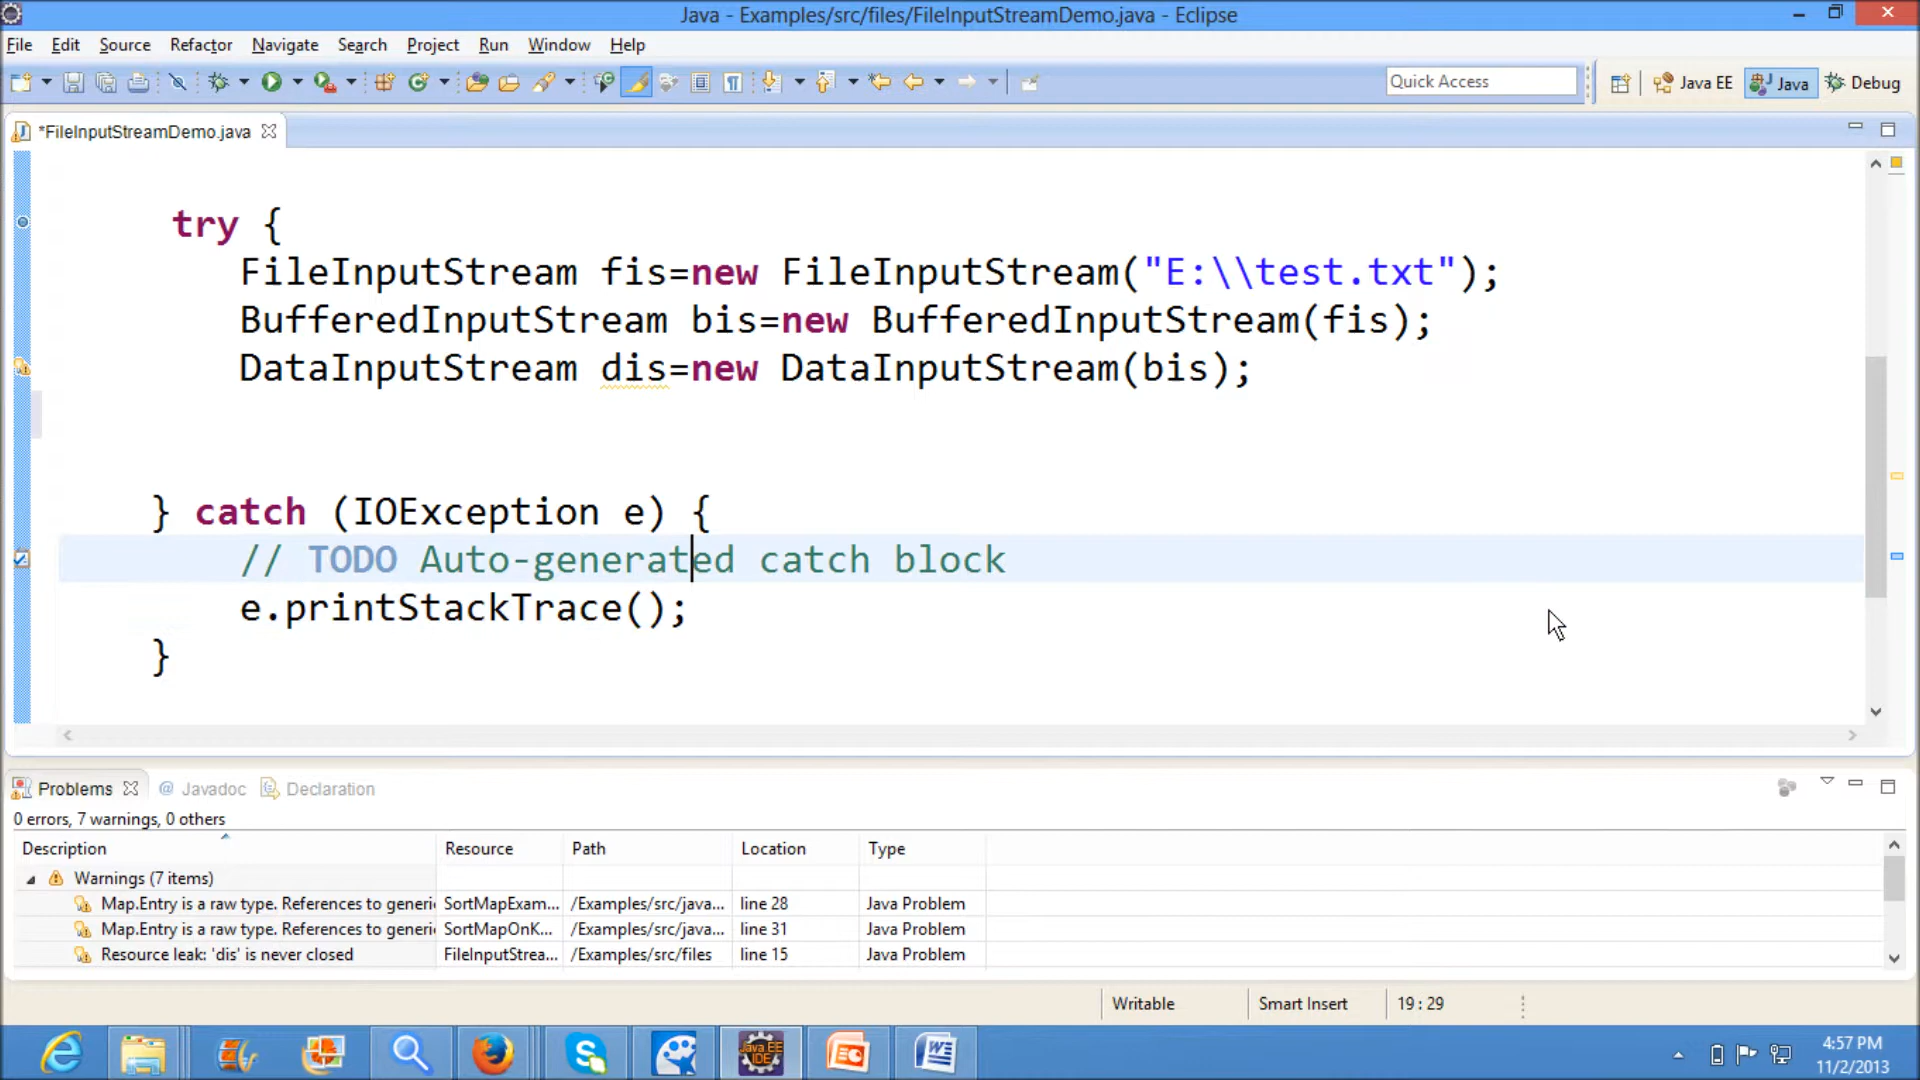 Java - Examples/src/files/FileInputStreamDemo.java - Eclipse
File Edit Source Refactor Navigate Search Project Run Window Help
Quick Access Java EE Java Debug
*FileInputStreamDemo.java
try {
FileInputStream fis=new FileInputStream("E:\\test.txt");
BufferedInputStream bis=new BufferedInputStream(fis);
DataInputStream dis=new DataInputStream(bis);
} catch (IOException e) {
// TODO Auto-generated catch block
e.printStackTrace();
}
Problems @ Javadoc Declaration
0 errors, 7 warnings, 0 others
Description Resource Path Location Type
Warnings (7 items)
Map.Entry is a raw type. References to generic SortMapExam... /Examples/src/java... line 28 Java Problem
Map.Entry is a raw type. References to generic SortMapOnK... /Examples/src/java... line 31 Java Problem
Resource leak: 'dis' is never closed FileInputStrea... /Examples/src/files line 15 Java Problem
Writable Smart Insert 19 : 29
Java EE
IDE
4:57 PM
11/2/2013